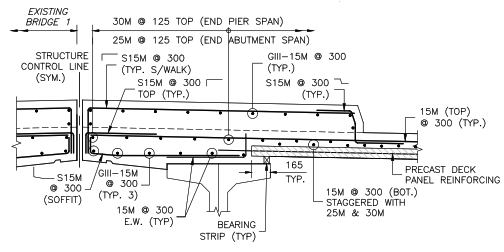 EXISTING
BRIDGE 1
30M @ 125 TOP (END PIER SPAN)
25M @ 125 TOP (END ABUTMENT SPAN)
STRUCTURE
CONTROL LINE
(SYM.)
S15M @ 300
(TYP. S/WALK)
GIII-15M @ 300
(TYP.)
S15M @ 300
TOP (TYP.)
S15M @ 300
(TYP.)
15M (TOP)
@ 300 (TYP.)
S15M
@ 300
(SOFFIT)
GIII-15M
@ 300
(TYP. 3)
15M @ 300
E.W. (TYP)
BEARING
STRIP (TYP)
165
TYP.
PRECAST DECK
PANEL REINFORCING
15M @ 300 (BOT.)
STAGGERED WITH
25M & 30M